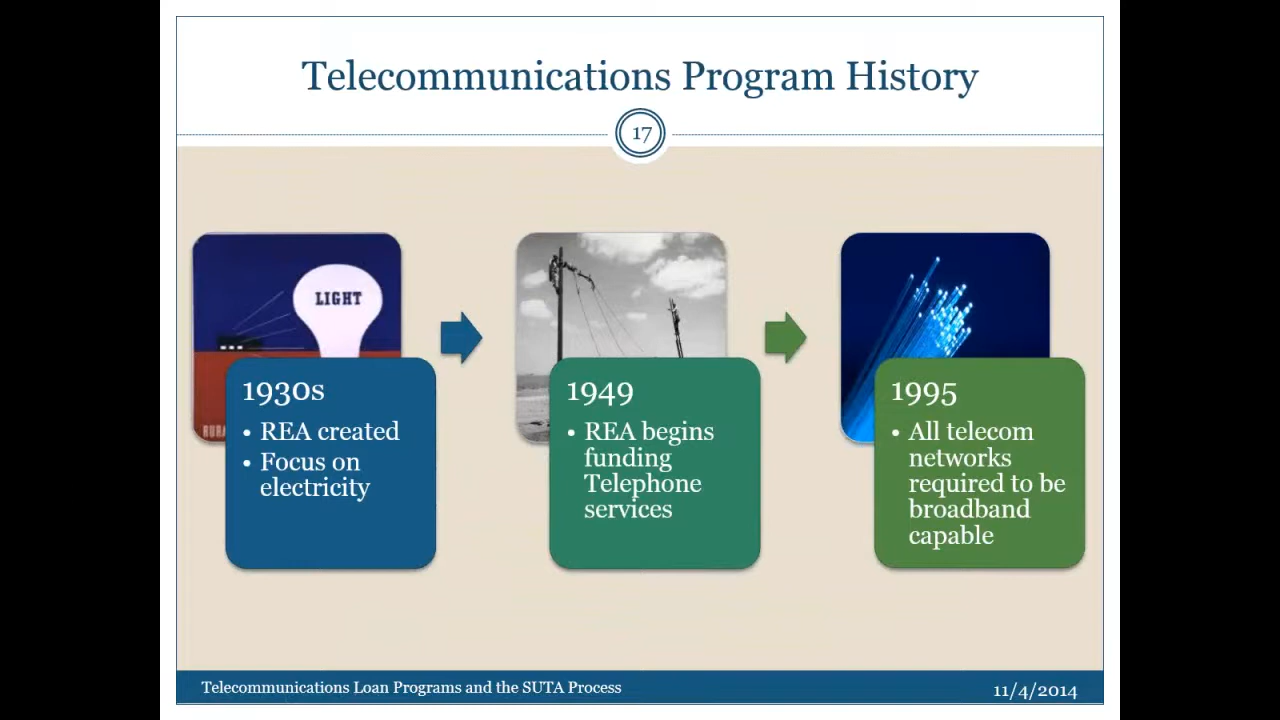 Telecommunications Program History
17
LIGHT
1930s
• REA created
• Focus on
electricity
1949
• REA begins
funding
Telephone
services
1995
• All telecom
networks
required to be
broadband
capable
Telecommunications Loan Programs and the SUTA Process
11/4/2014